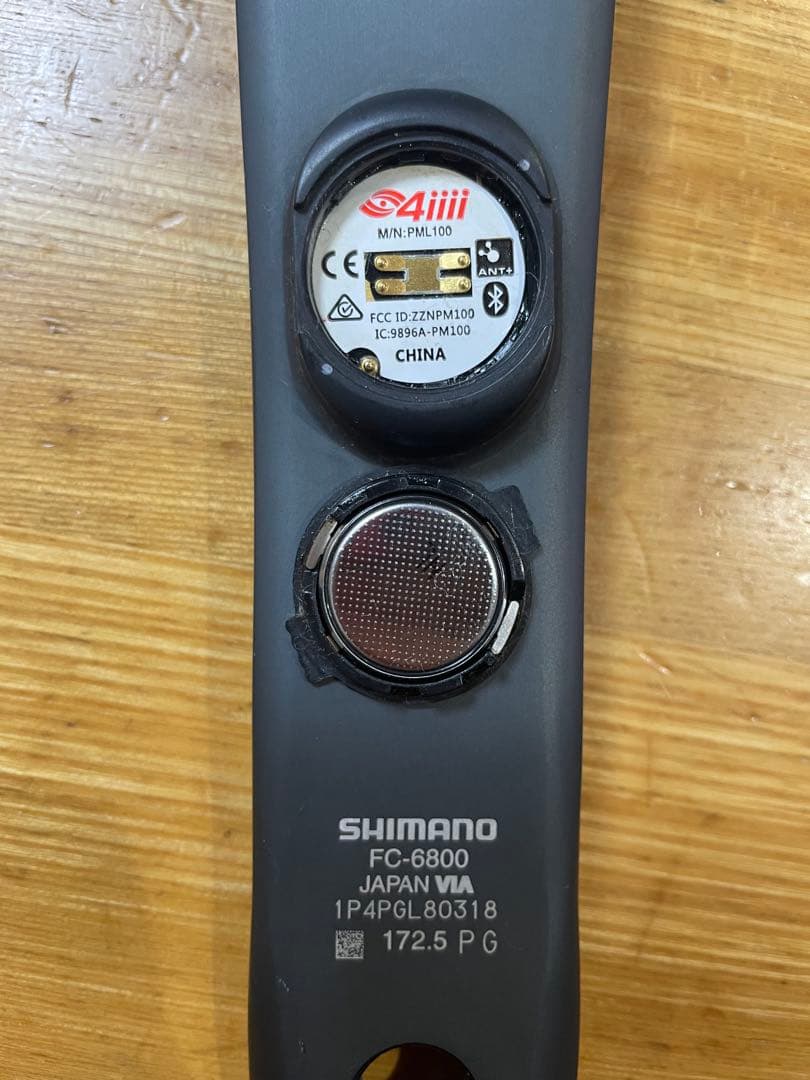 4iiii
M/N:PML100
CE
ANT+
FCC ID:ZZNPM100
IC:9896A-PM100
CHINA
SHIMANO
FC-6800
JAPAN VIA
1P4PGL80318
172.5 P G